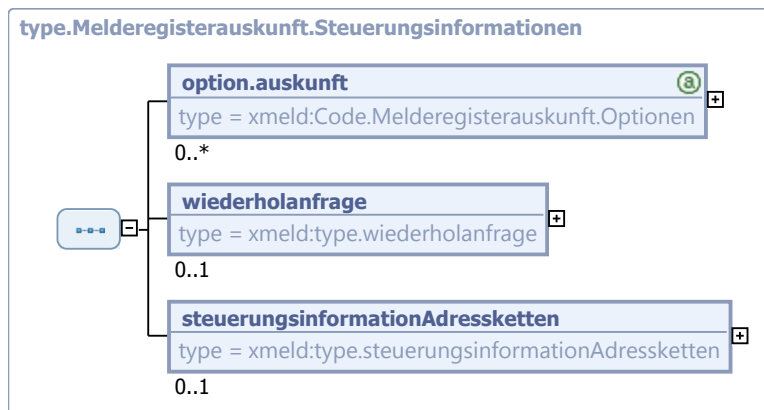 type.Melderegisterauskunft.Steuerungsinformationen
option.auskunft
type = xmeld:Code.Melderegisterauskunft.Optionen
0..*
wiederholanfrage
type = xmeld:type.wiederholanfrage
0..1
steuerungsinformationAdressketten
type = xmeld:type.steuerungsinformationAdressketten
0..1